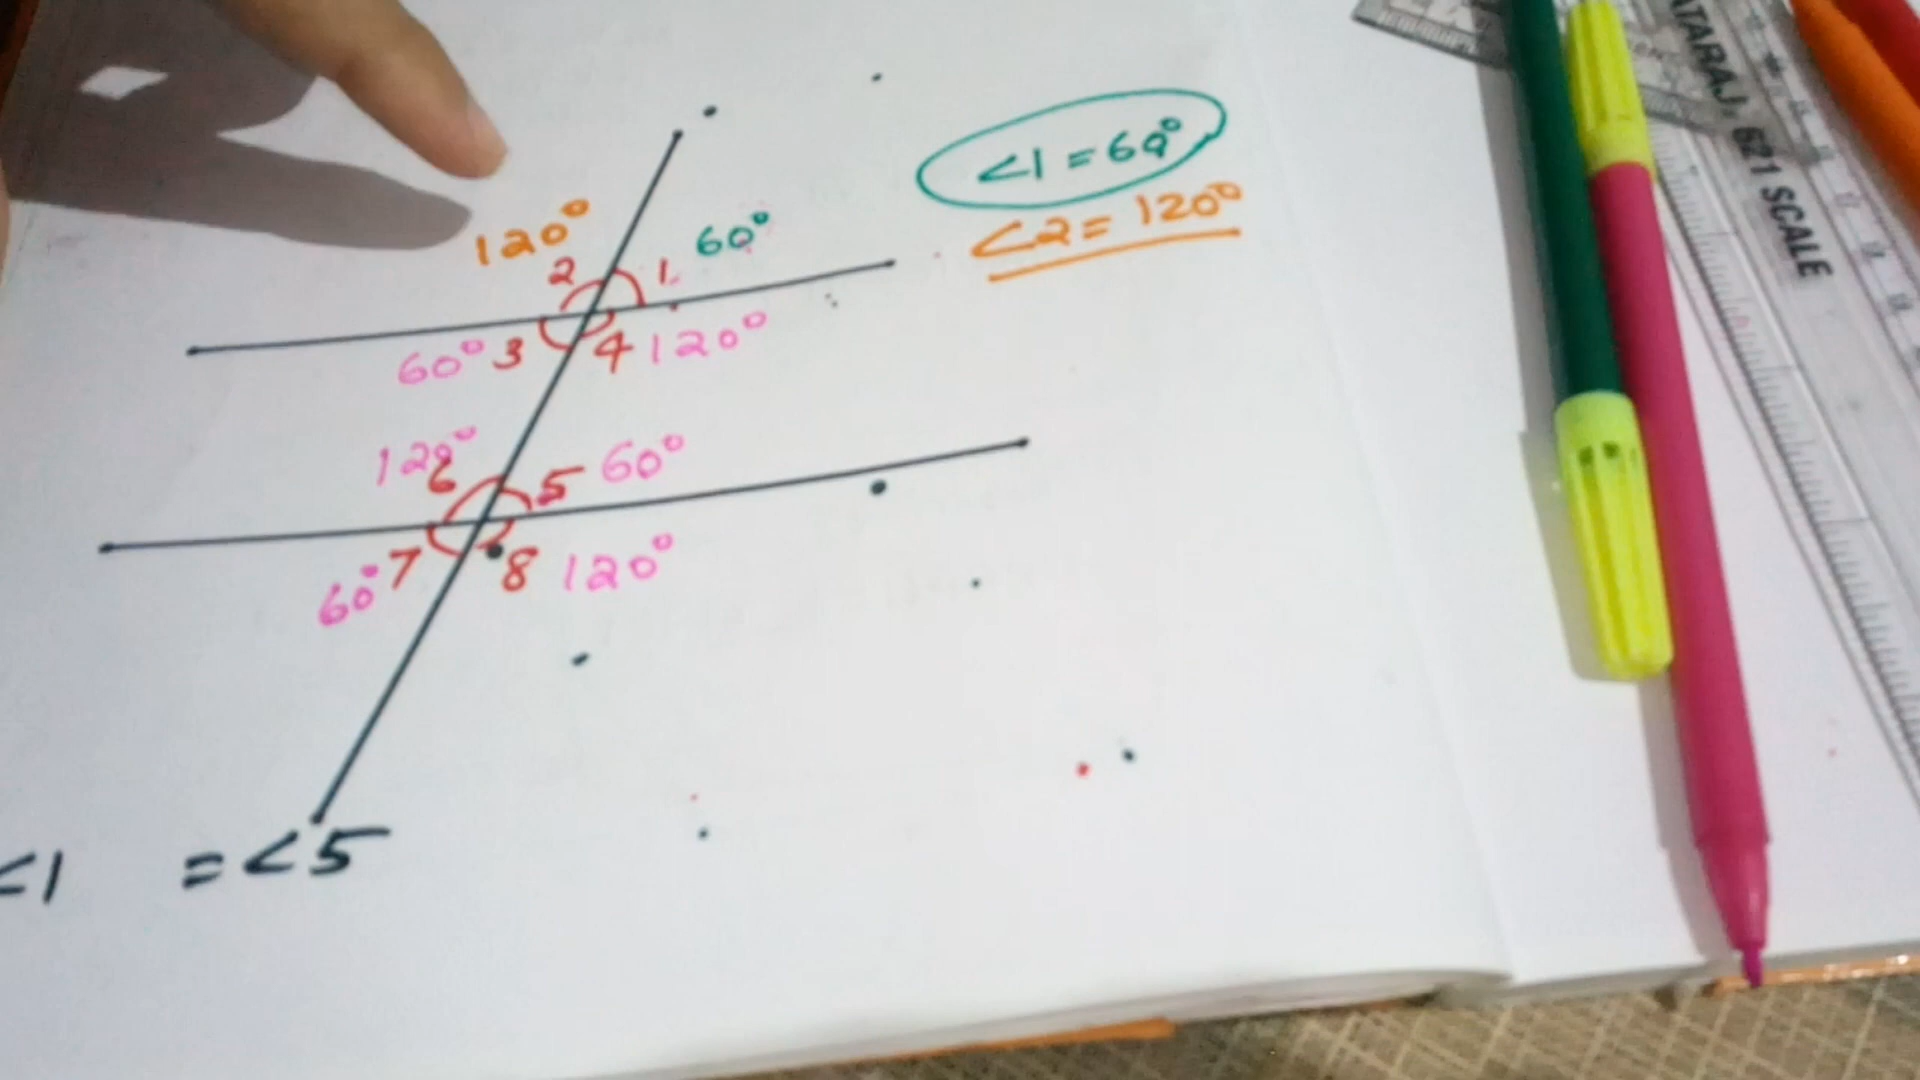 <1 = 60°
<2 = 120°
120° 60°
2 1
60° 3 4 120°
120° 6 5 60°
60° 7 8 120°
<1 = <5
NATARAJ. 621 SCALE